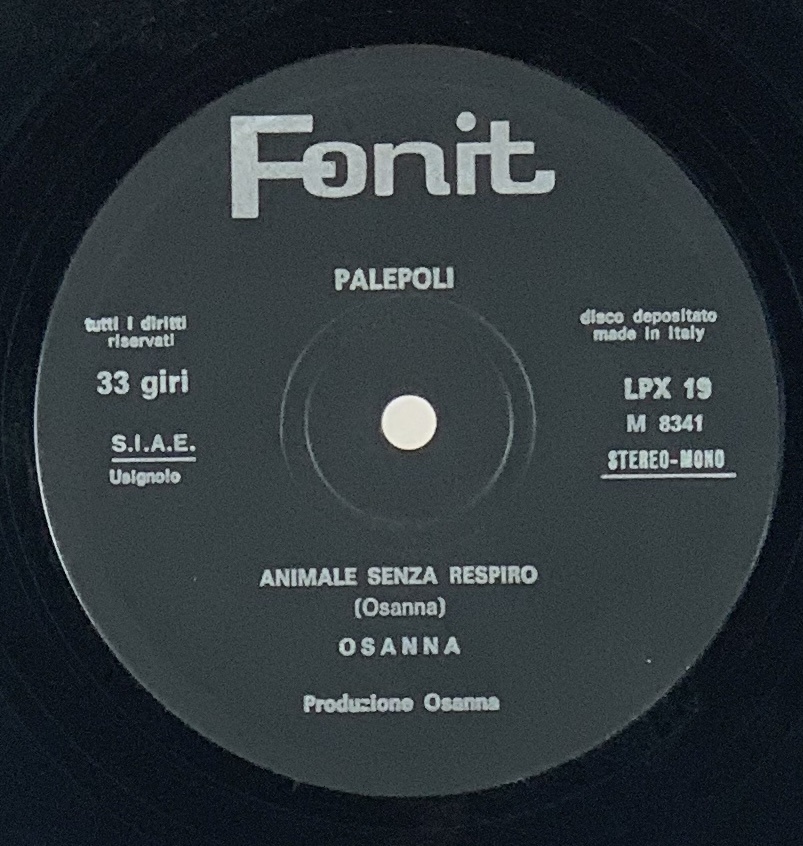 Fonit
PALEPOLI
tutti i diritti
riservati
33 giri
S.I.A.E.
Usignolo
disco depositato
made in Italy
LPX 19
M 8341
STEREO-MONO
ANIMALE SENZA RESPIRO
(Osanna)
OSANNA
Produzione Osanna